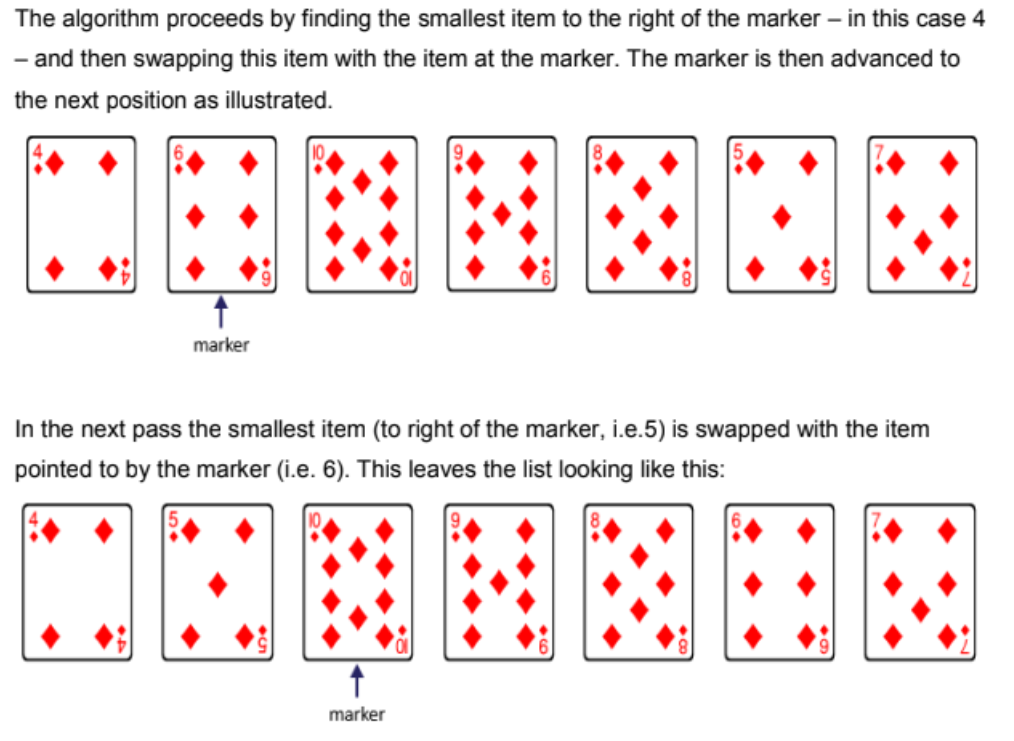 The algorithm proceeds by finding the smallest item to the right of the marker – in this case 4
– and then swapping this item with the item at the marker. The marker is then advanced to
the next position as illustrated.
4 6 10 9 8 5 7
4 6 10 9 8 5 7
marker
In the next pass the smallest item (to right of the marker, i.e.5) is swapped with the item
pointed to by the marker (i.e. 6). This leaves the list looking like this:
4 5 10 9 8 6 7
4 5 10 9 8 6 7
marker